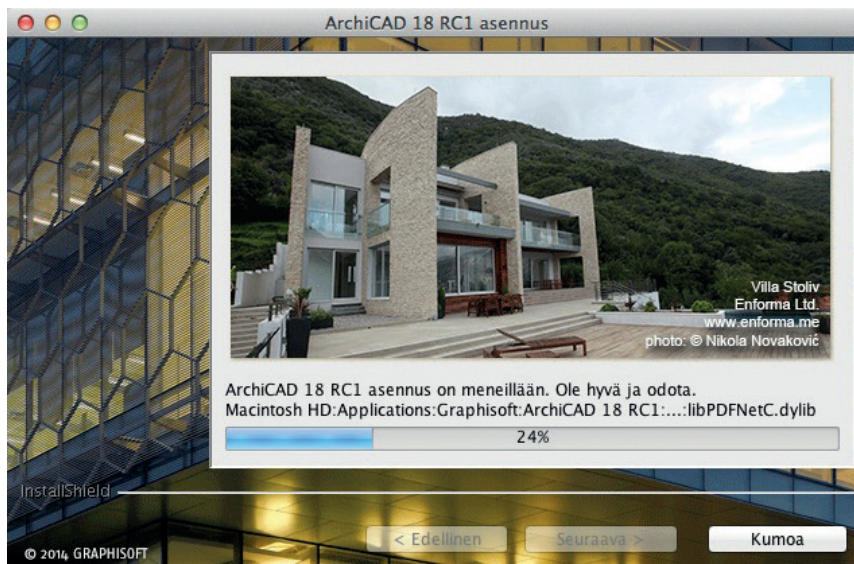 ArchiCAD 18 RC1 asennus
Villa Stoliv
Enforma Ltd.
www.enforma.me
photo: © Nikola Novaković
ArchiCAD 18 RC1 asennus on meneillään. Ole hyvä ja odota.
Macintosh HD:Applications:Graphisoft:ArchiCAD 18 RC1:...:libPDFNetC.dylib
24%
InstallShield
< Edellinen
Seuraava >
Kumoa
© 2014 GRAPHISOFT